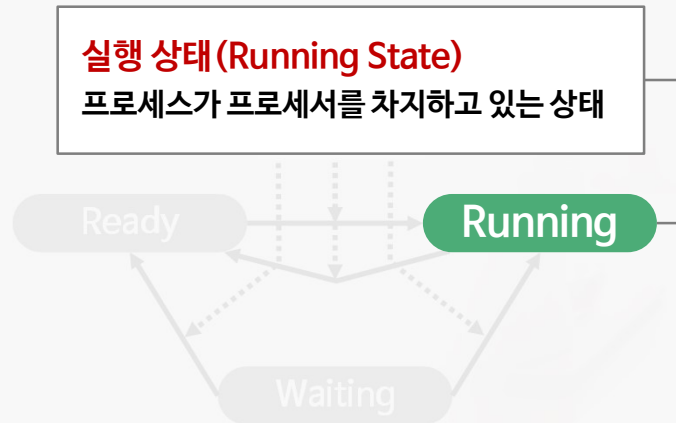 실행 상태(Running State)
프로세스가 프로세서를 차지하고 있는 상태
Ready
Running
Waiting